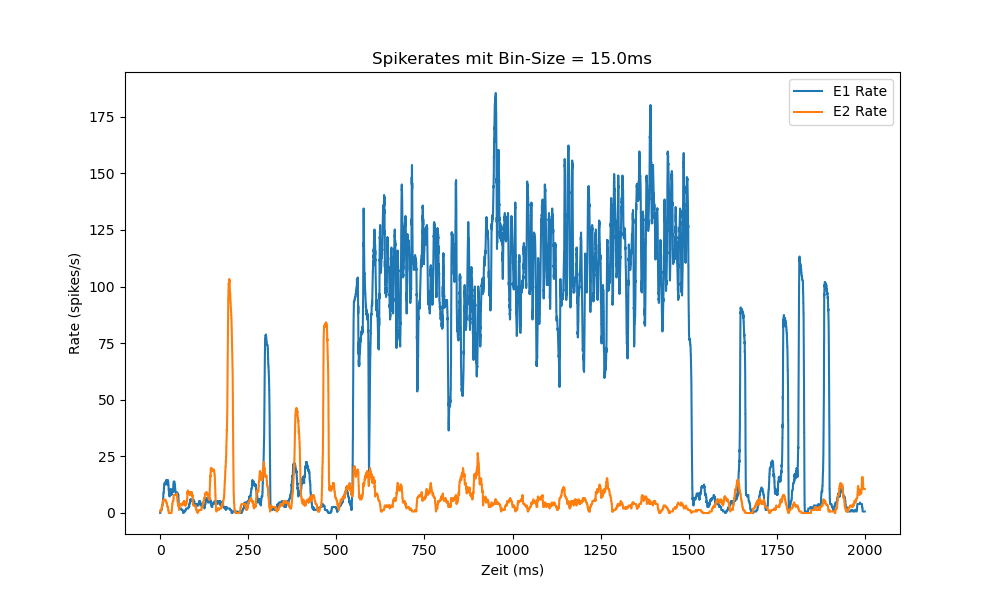 Spikerates mit Bin-Size = 15.0ms
E1 Rate
E2 Rate
175
150
125
100
75
50
25
0
Rate (spikes/s)
0 250 500 750 1000 1250 1500 1750 2000
Zeit (ms)